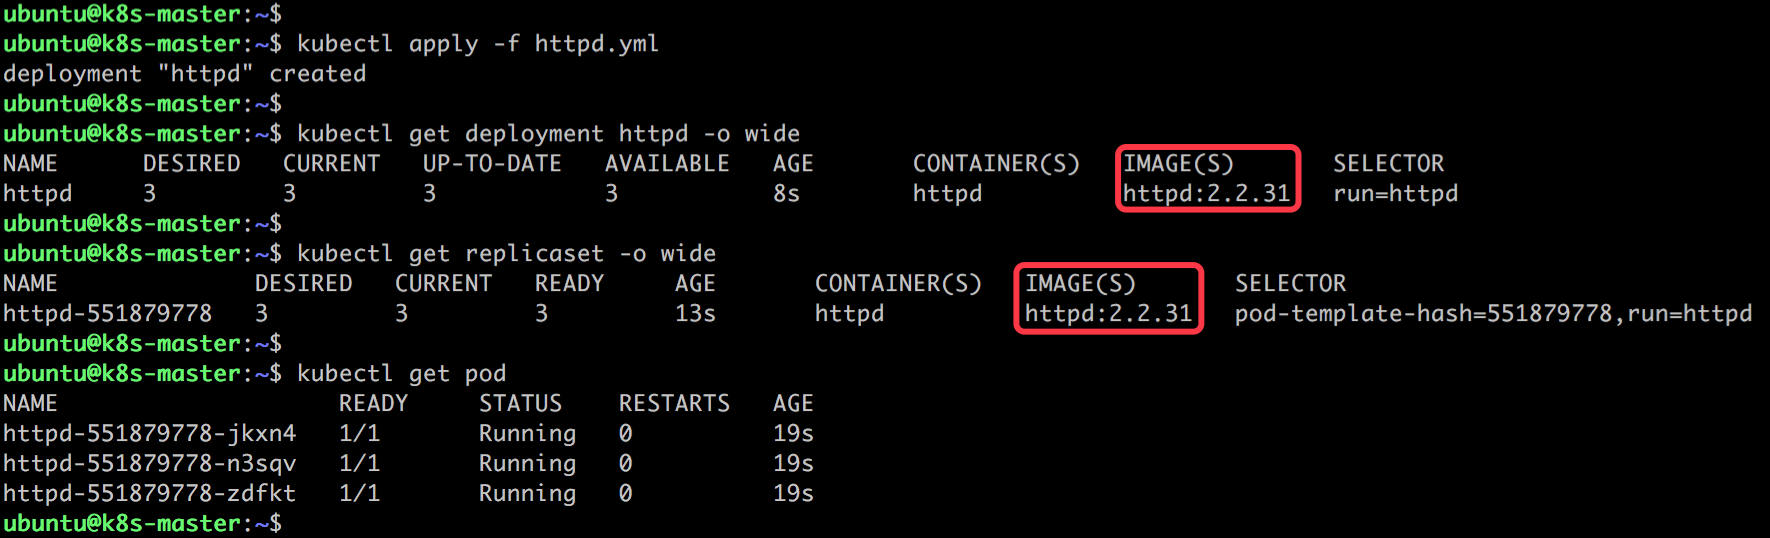 ubuntu@k8s-master:~$
ubuntu@k8s-master:~$ kubectl apply -f httpd.yml
deployment "httpd" created
ubuntu@k8s-master:~$
ubuntu@k8s-master:~$ kubectl get deployment httpd -o wide
NAME      DESIRED   CURRENT   UP-TO-DATE   AVAILABLE   AGE       CONTAINER(S)   IMAGE(S)       SELECTOR
httpd     3         3         3            3           8s        httpd          httpd:2.2.31   run=httpd
ubuntu@k8s-master:~$
ubuntu@k8s-master:~$ kubectl get replicaset -o wide
NAME              DESIRED   CURRENT   READY     AGE       CONTAINER(S)   IMAGE(S)       SELECTOR
httpd-551879778   3         3         3         13s       httpd          httpd:2.2.31   pod-template-hash=551879778,run=httpd
ubuntu@k8s-master:~$
ubuntu@k8s-master:~$ kubectl get pod
NAME                    READY     STATUS    RESTARTS   AGE
httpd-551879778-jkxn4   1/1       Running   0          19s
httpd-551879778-n3sqv   1/1       Running   0          19s
httpd-551879778-zdfkt   1/1       Running   0          19s
ubuntu@k8s-master:~$